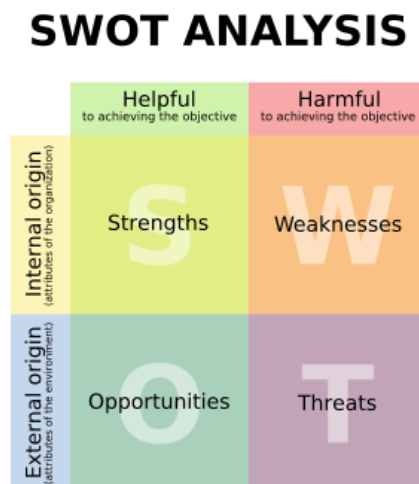 SWOT ANALYSIS
Helpful
to achieving the objective
Harmful
to achieving the objective
Internal origin
(attributes of the organization)
S
Strengths
W
Weaknesses
External origin
(attributes of the environment)
O
Opportunities
T
Threats